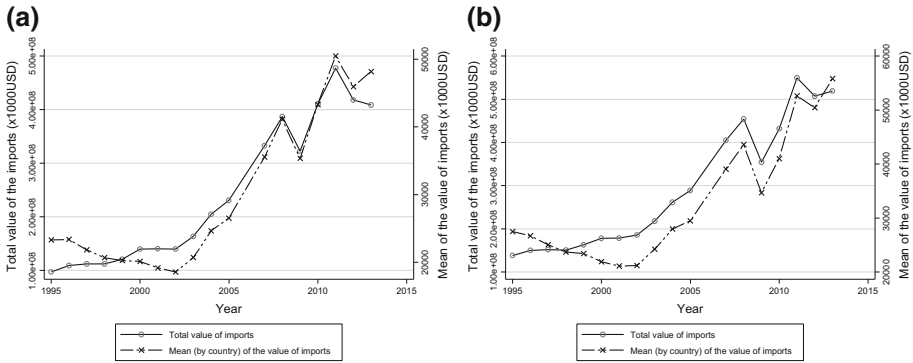 (a)
Total value of the imports (x1000USD)
5.00e+08
4.00e+08
3.00e+08
2.00e+08
1.00e+08
50000
40000
30000
20000
Mean of the value of imports (x1000USD)
1995
2000
2005
2010
2015
Year
Total value of imports
Mean (by country) of the value of imports
(b)
Total value of the imports (x1000USD)
6.00e+08
5.00e+08
4.00e+08
3.00e+08
2.00e+08
1.00e+08
60000
50000
40000
30000
20000
Mean of the value of imports (x1000USD)
1995
2000
2005
2010
2015
Year
Total value of imports
Mean (by country) of the value of imports